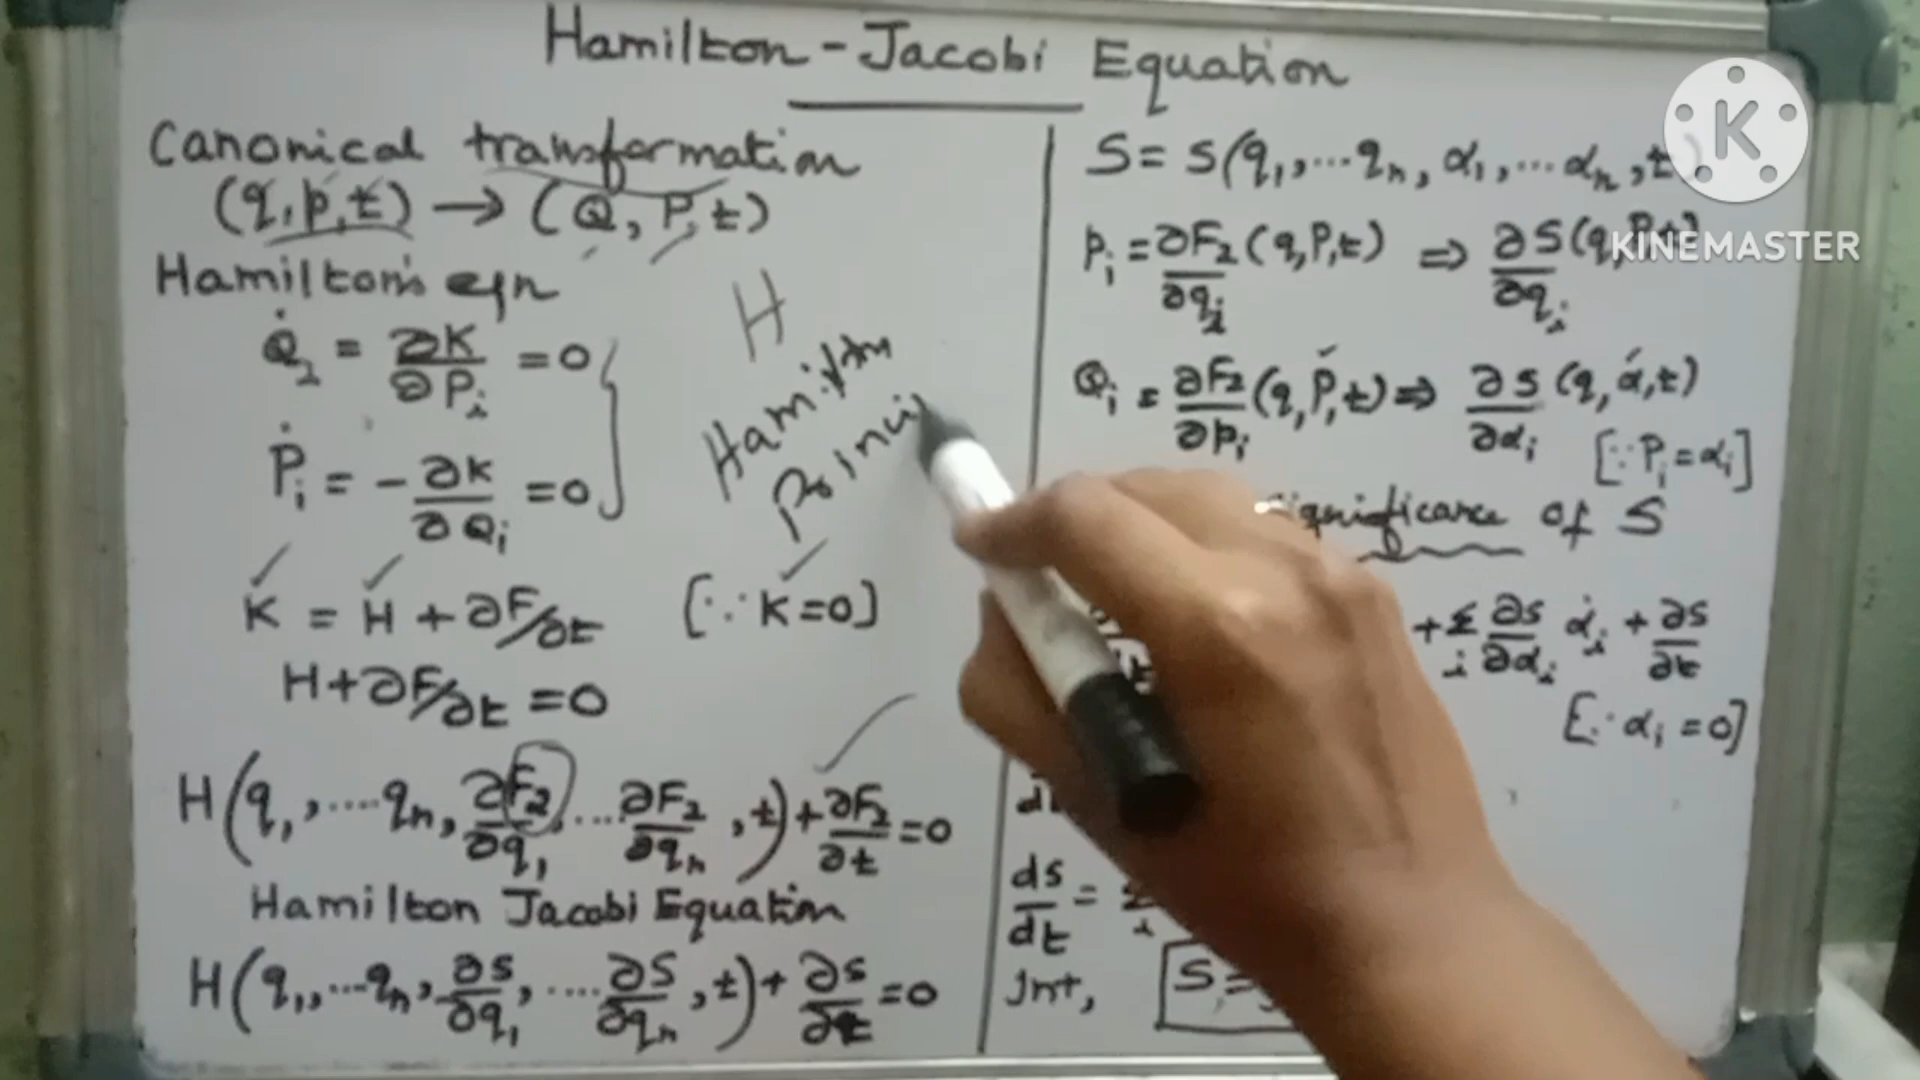 Hamilton-Jacobi Equation
Canonical transformation
(q,p,t) → (Q, P, t)
Hamilton's eqn
Q̇i = ∂K/∂Pi = 0
Ṗi = -∂K/∂Qi = 0
K = H + ∂F/∂t [∵ K=0]
H+∂F/∂t = 0
H(q1,....qn, ∂F2/∂q1, ....∂F2/∂qn, t) + ∂F2/∂t = 0
Hamilton Jacobi Equation
H(q1,...qn, ∂S/∂q1, ....∂S/∂qn, t) + ∂S/∂t = 0
H
Hamilton
S = S(q1,...qn, α1,...αn, t)
pi = ∂F2/∂qi (q,P,t) ⇒ ∂S/∂qi (q,
Qi = ∂F2/∂pi (q,P,t) ⇒ ∂S/∂αi (q,α,t)
[∵ Pi=αi]
of S
+Σi ∂S/∂αi α̇i + ∂S/∂t
[∵ αi=0]
dS/dt =
Int, S =
K
KINEMASTER